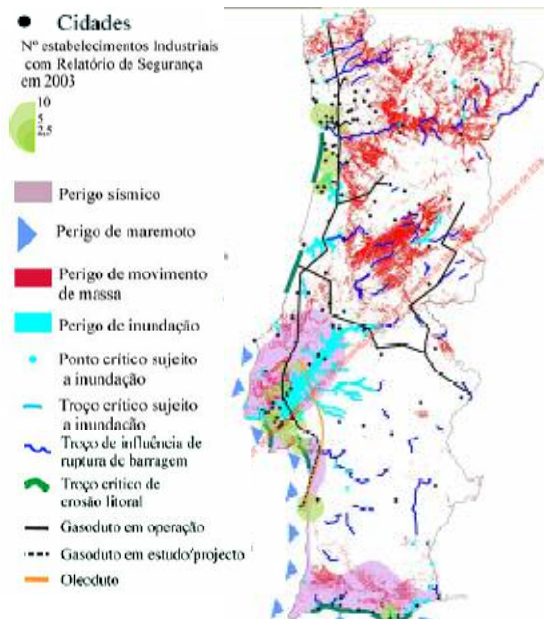 Cidades
Nº estabelecimentos Industriais
com Relatório de Segurança
em 2003
10
5
2,5
Perigo sísmico
Perigo de maremoto
Perigo de movimento
de massa
Perigo de inundação
Ponto crítico sujeito
a inundação
Troço crítico sujeito
a inundação
Troço de influência de
ruptura de barragem
Troço crítico de
erosão litoral
Gasoduto em operação
Gasoduto em estudo/projecto
Oleoduto